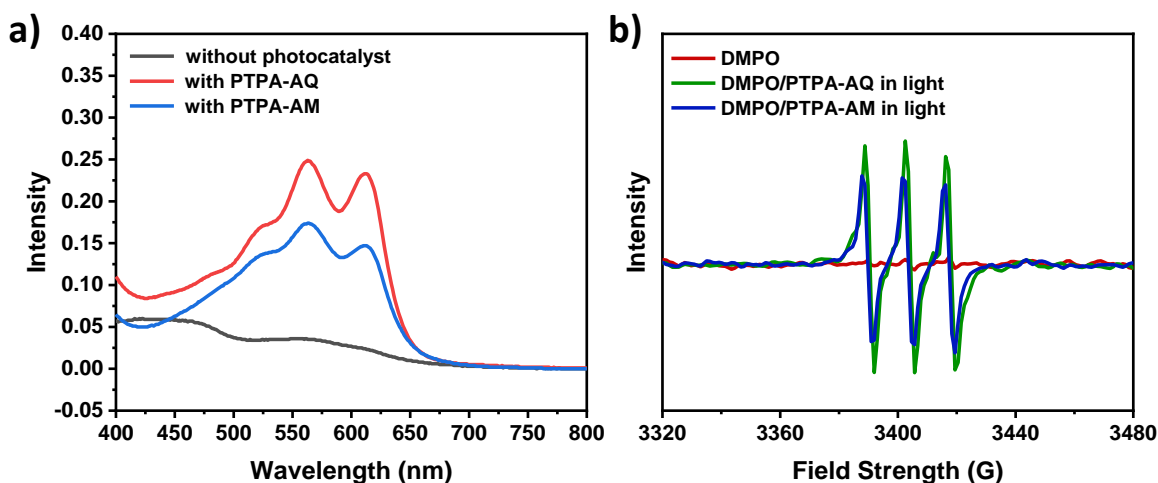 a)
0.40
0.35
0.30
0.25
0.20
0.15
0.10
0.05
0.00
-0.05
Intensity
without photocatalyst
with PTPA-AQ
with PTPA-AM
400 450 500 550 600 650 700 750 800
Wavelength (nm)
b)
Intensity
DMPO
DMPO/PTPA-AQ in light
DMPO/PTPA-AM in light
3320 3360 3400 3440 3480
Field Strength (G)